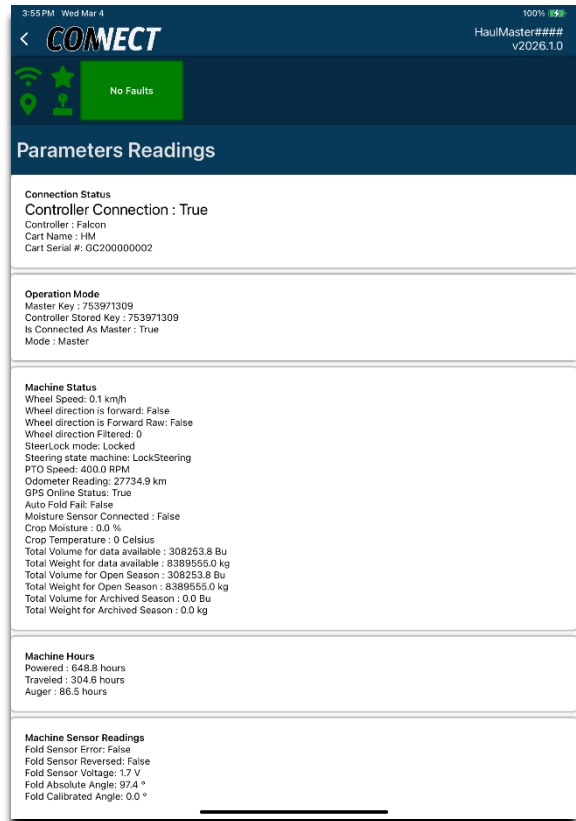 3:55 PM Wed Mar 4
100%
CONNECT
HaulMaster####
v2026.1.0
No Faults
Parameters Readings
Connection Status
Controller Connection : True
Controller : Falcon
Cart Name : HM
Cart Serial #: GC200000002
Operation Mode
Master Key : 753971309
Controller Stored Key : 753971309
Is Connected As Master : True
Mode : Master
Machine Status
Wheel Speed: 0.1 km/h
Wheel direction is forward: False
Wheel direction is Forward Raw: False
Wheel direction Filtered: 0
SteerLock mode: Locked
Steering state machine: LockSteering
PTO Speed: 400.0 RPM
Odometer Reading: 27734.9 km
GPS Online Status: True
Auto Fold Fail: False
Moisture Sensor Connected : False
Crop Moisture : 0.0 %
Crop Temperature : 0 Celsius
Total Volume for data available : 308253.8 Bu
Total Weight for data available : 8389555.0 kg
Total Volume for Open Season : 308253.8 Bu
Total Weight for Open Season : 8389555.0 kg
Total Volume for Archived Season : 0.0 Bu
Total Weight for Archived Season : 0.0 kg
Machine Hours
Powered : 648.8 hours
Traveled : 304.6 hours
Auger : 86.5 hours
Machine Sensor Readings
Fold Sensor Error: False
Fold Sensor Reversed: False
Fold Sensor Voltage: 1.7 V
Fold Absolute Angle: 97.4 °
Fold Calibrated Angle: 0.0 °